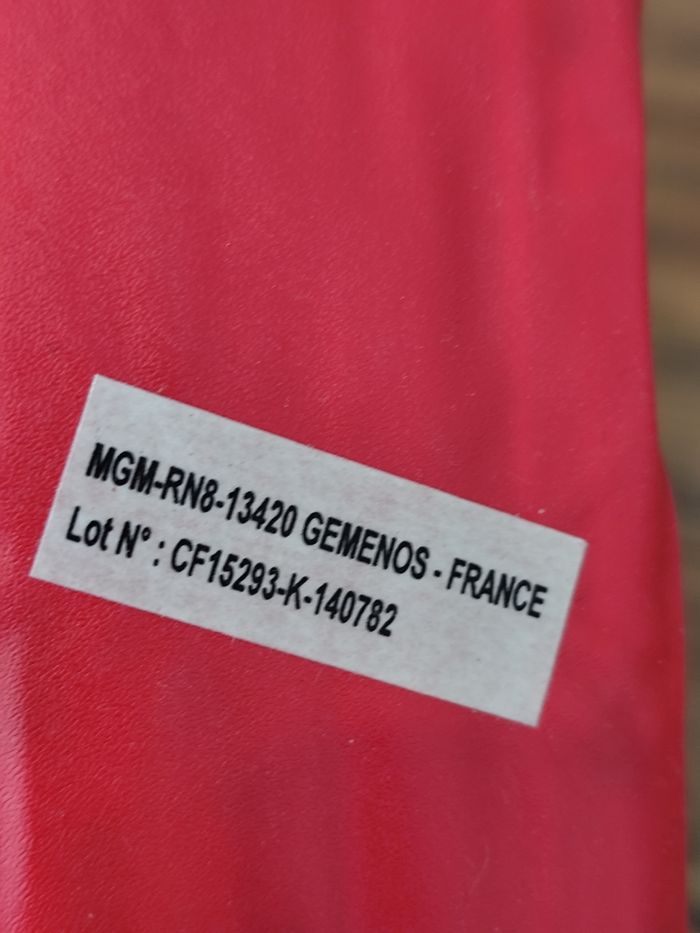 MGM-RN8-13420 GEMENOS - FRANCE
Lot N° : CF15293-K-140782